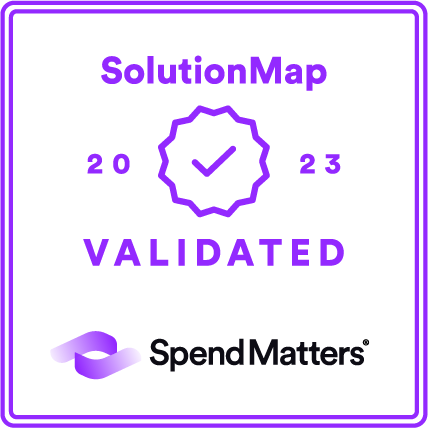 SolutionMap
20 23
VALIDATED
SpendMatters®